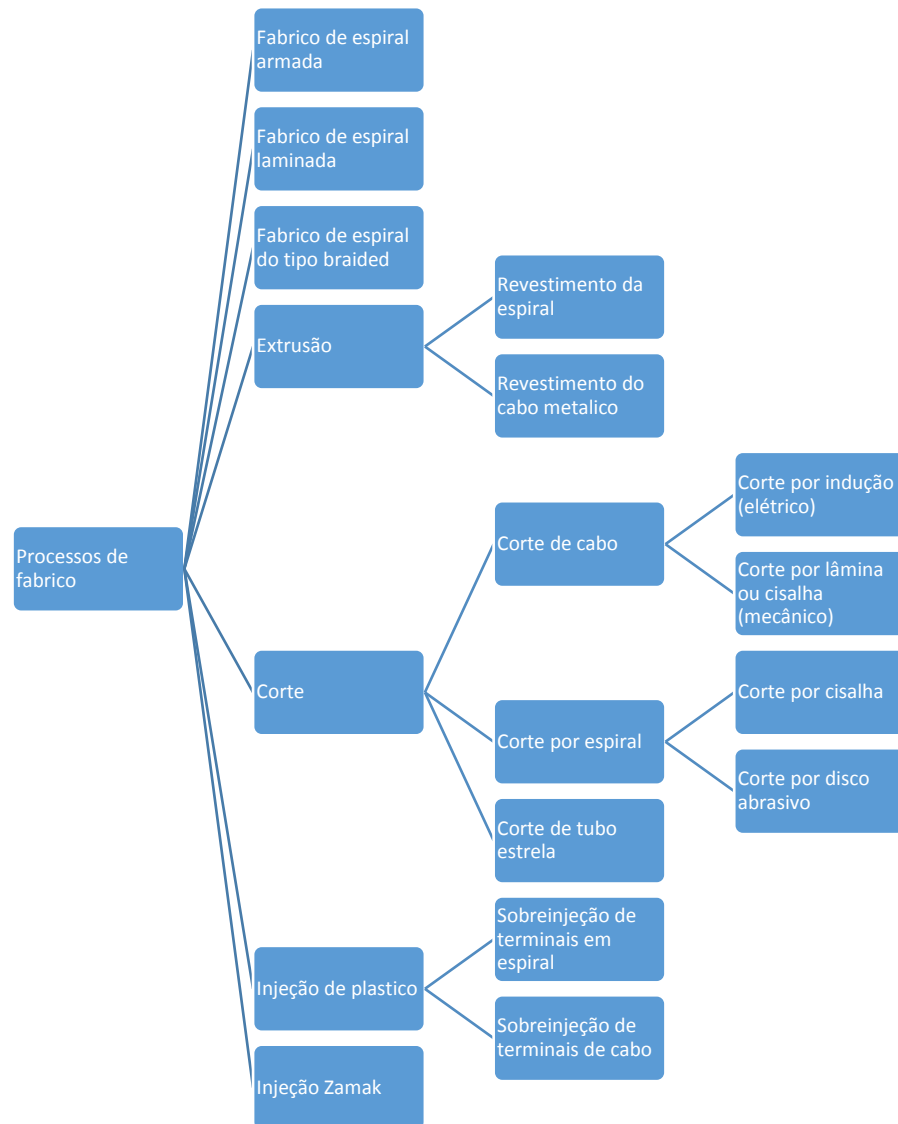 Fabrico de espiral
armada
Fabrico de espiral
laminada
Fabrico de espiral
do tipo braided
Revestimento da
espiral
Extrusão
Revestimento do
cabo metalico
Corte por indução
(elétrico)
Processos de
fabrico
Corte de cabo
Corte por lâmina
ou cisalha
(mecânico)
Corte
Corte por cisalha
Corte por espiral
Corte por disco
abrasivo
Corte de tubo
estrela
Sobreinjeção de
terminais em
espiral
Injeção de plastico
Sobreinjeção de
terminais de cabo
Injeção Zamak